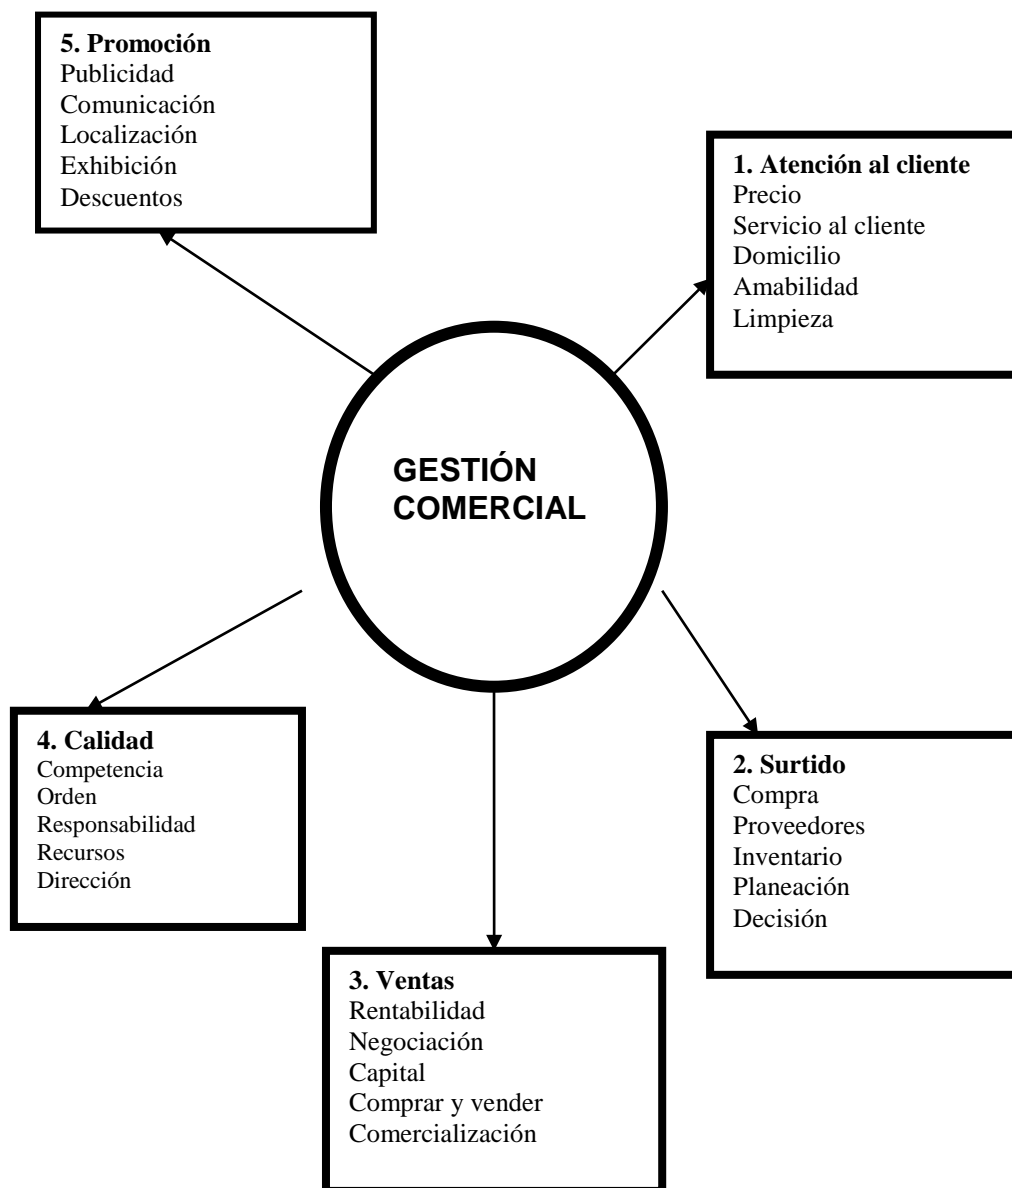 5. Promoción
Publicidad
Comunicación
Localización
Exhibición
Descuentos
1. Atención al cliente
Precio
Servicio al cliente
Domicilio
Amabilidad
Limpieza
GESTIÓN
COMERCIAL
4. Calidad
Competencia
Orden
Responsabilidad
Recursos
Dirección
2. Surtido
Compra
Proveedores
Inventario
Planeación
Decisión
3. Ventas
Rentabilidad
Negociación
Capital
Comprar y vender
Comercialización